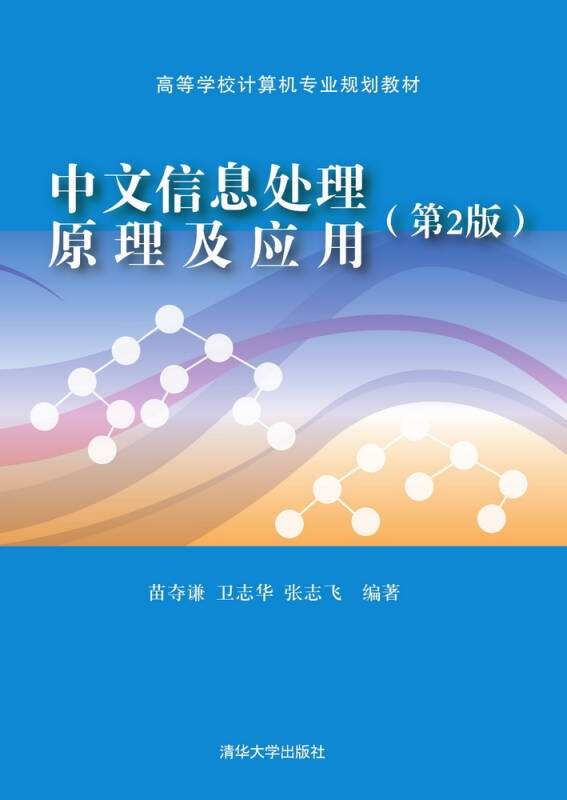 高等学校计算机专业规划教材
中文信息处理
原理及应用（第2版）
苗夺谦 卫志华 张志飞 编著
清华大学出版社